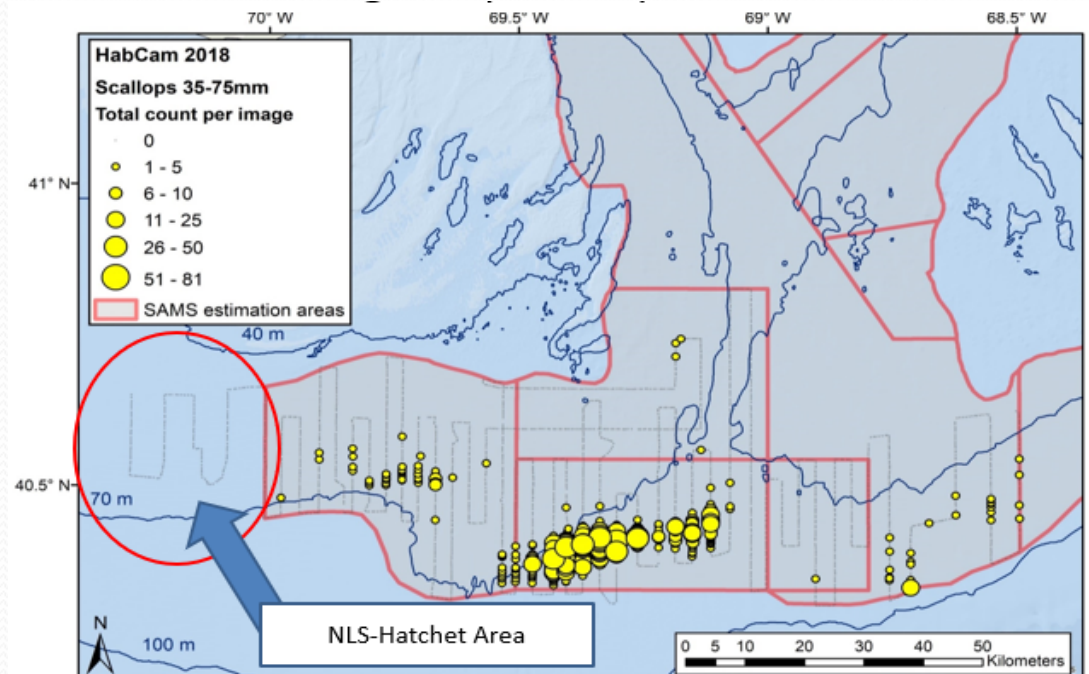 70° W 69.5° W 69° W 68.5° W
HabCam 2018
Scallops 35-75mm
Total count per image
0
1 - 5
6 - 10
11 - 25
26 - 50
51 - 81
SAMS estimation areas
41° N
40 m
40.5° N
70 m
NLS-Hatchet Area
N
100 m
0 5 10 20 30 40 50
Kilometers